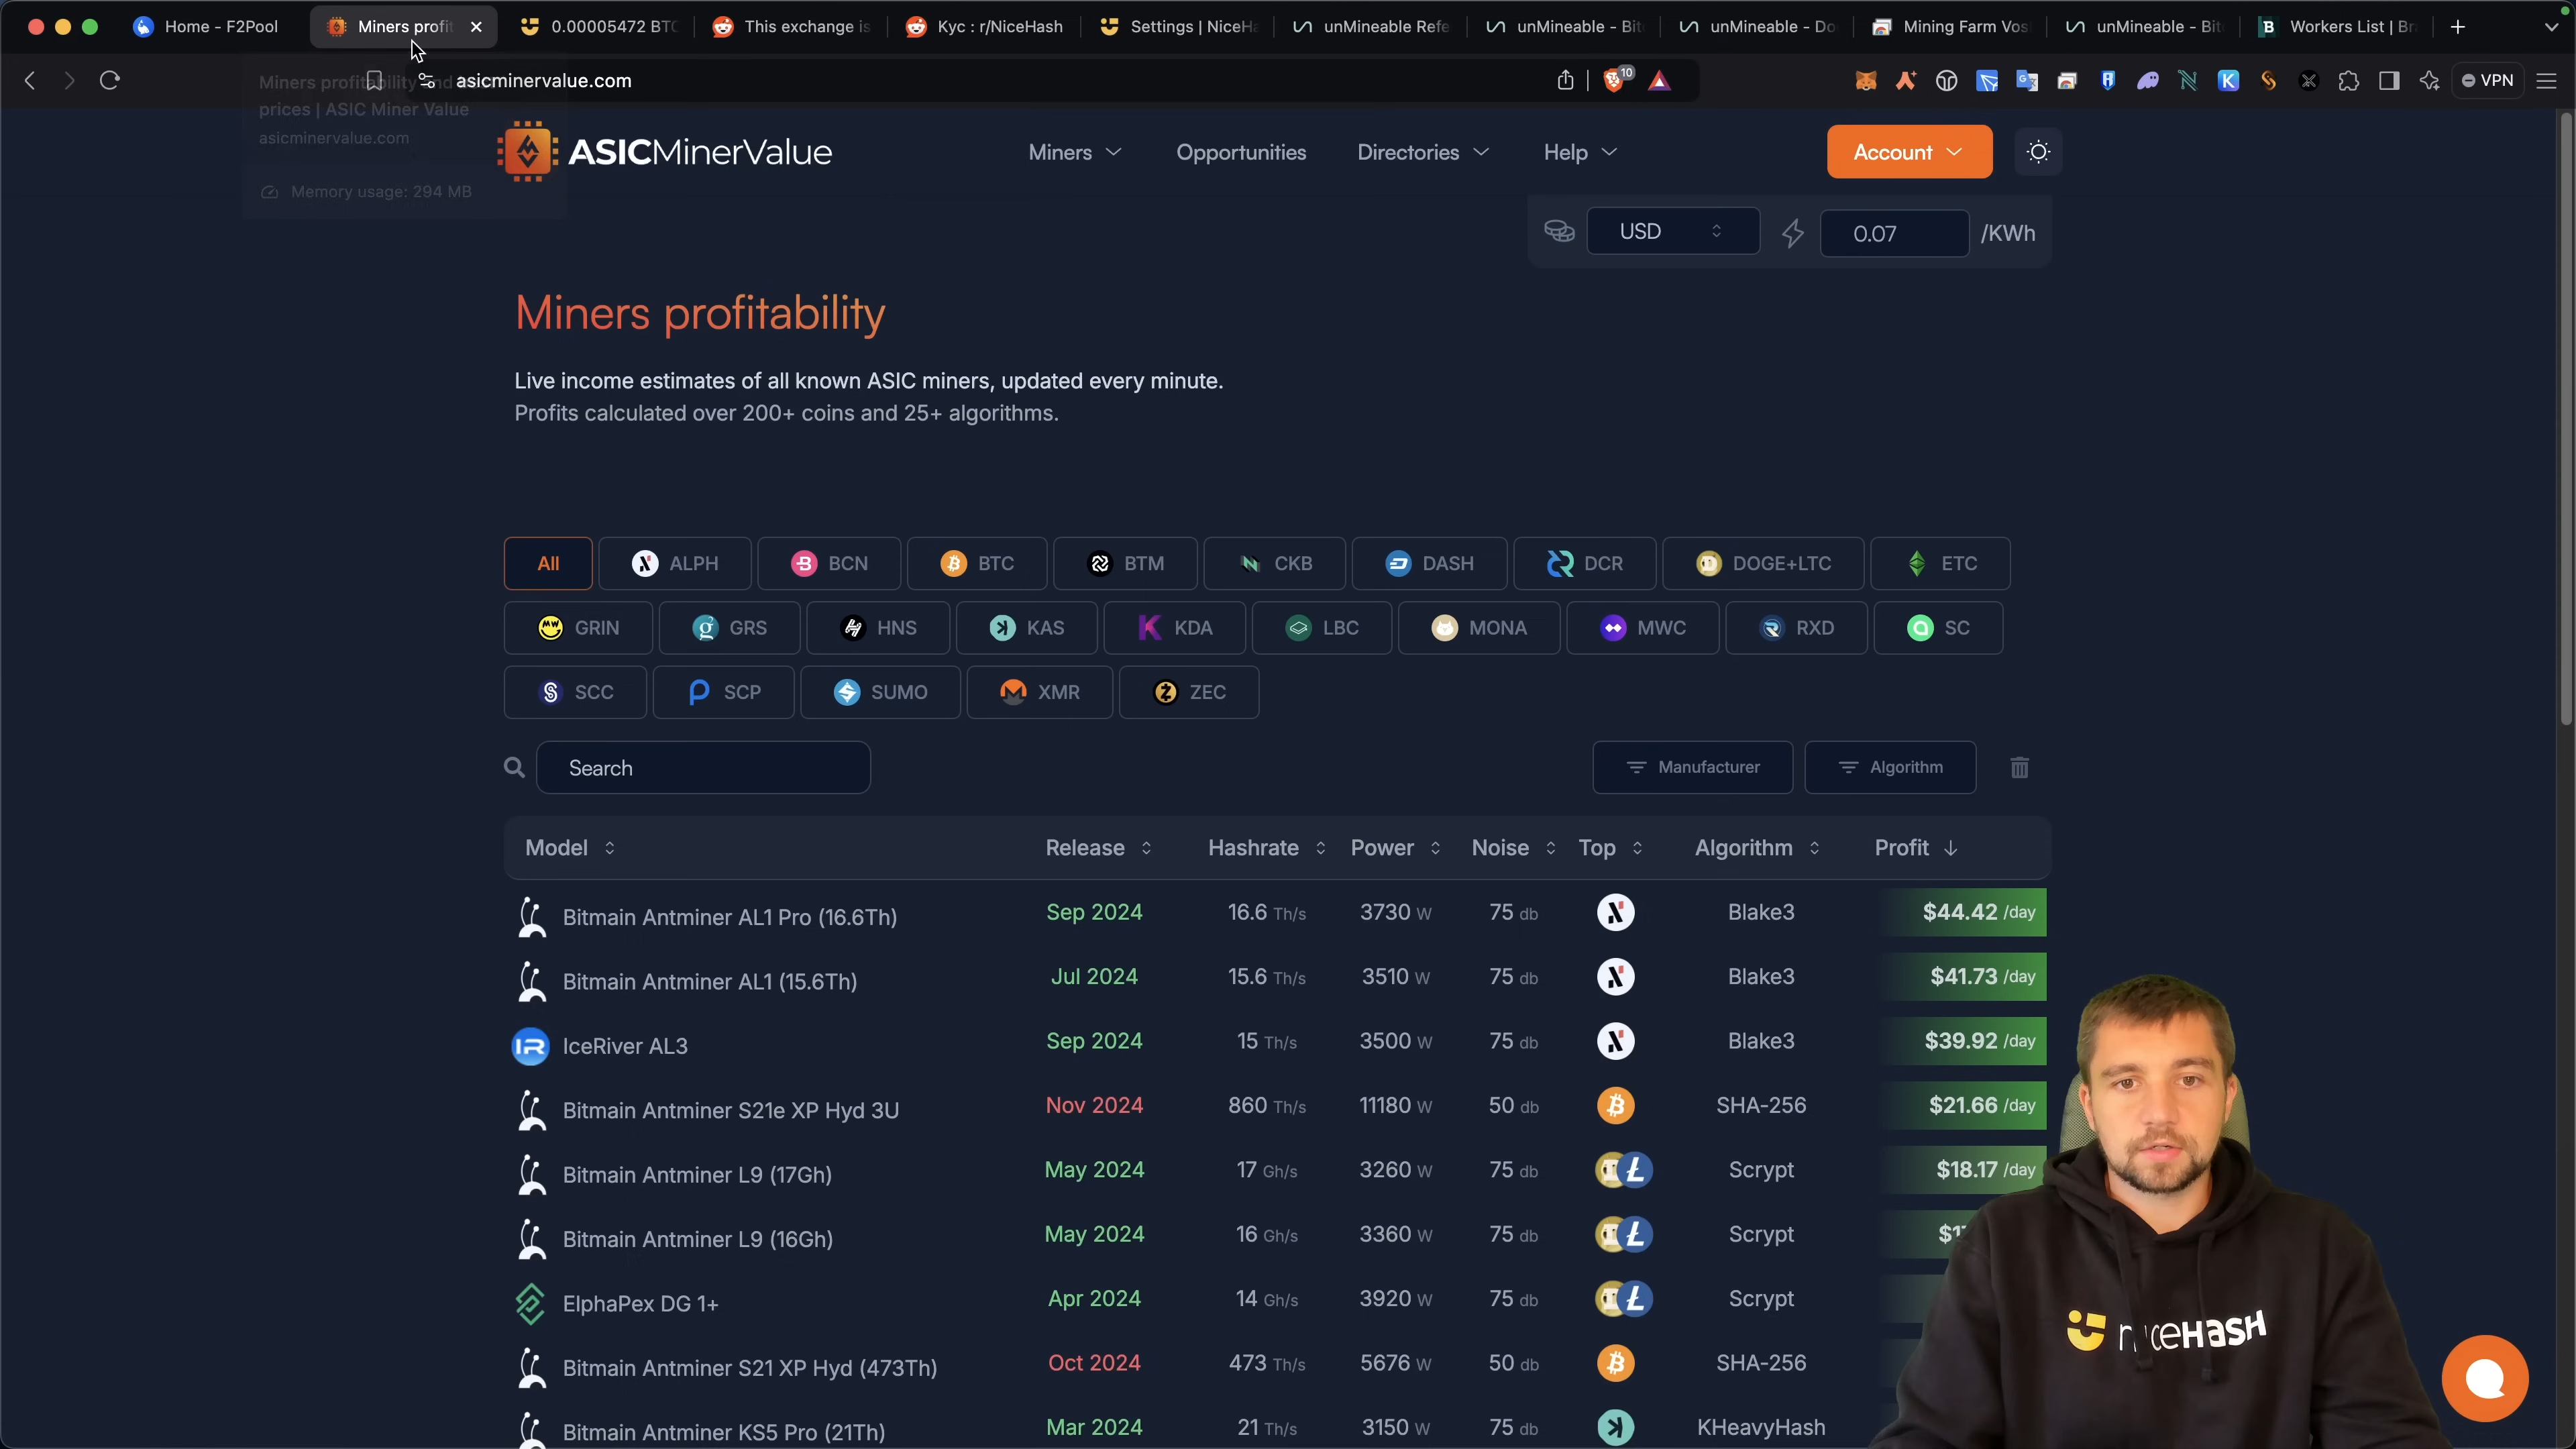 Home - F2Pool
Miners profit
0.00005472 BTC
This exchange is
Kyc : r/NiceHash
Settings | NiceHa
unMineable Refe
unMineable - Bit
unMineable - Do
Mining Farm Vos
unMineable - Bit
Workers List | Br
asicminervalue.com
10
VPN
Miners profitability and
prices | ASIC Miner Value
asicminervalue.com
Memory usage: 294 MB
ASICMinerValue
Miners
Opportunities
Directories
Help
Account
USD
0.07
/KWh
Miners profitability
Live income estimates of all known ASIC miners, updated every minute.
Profits calculated over 200+ coins and 25+ algorithms.
All
ALPH
BCN
BTC
BTM
CKB
DASH
DCR
DOGE+LTC
ETC
GRIN
GRS
HNS
KAS
KDA
LBC
MONA
MWC
RXD
SC
SCC
SCP
SUMO
XMR
ZEC
Search
Manufacturer
Algorithm
Model Release Hashrate Power Noise Top Algorithm Profit
Bitmain Antminer AL1 Pro (16.6Th) Sep 2024 16.6 Th/s 3730 W 75 db Blake3 $44.42 /day
Bitmain Antminer AL1 (15.6Th) Jul 2024 15.6 Th/s 3510 W 75 db Blake3 $41.73 /day
IceRiver AL3 Sep 2024 15 Th/s 3500 W 75 db Blake3 $39.92 /day
Bitmain Antminer S21e XP Hyd 3U Nov 2024 860 Th/s 11180 W 50 db SHA-256 $21.66 /day
Bitmain Antminer L9 (17Gh) May 2024 17 Gh/s 3260 W 75 db Scrypt $18.17 /day
Bitmain Antminer L9 (16Gh) May 2024 16 Gh/s 3360 W 75 db Scrypt
ElphaPex DG 1+ Apr 2024 14 Gh/s 3920 W 75 db Scrypt
Bitmain Antminer S21 XP Hyd (473Th) Oct 2024 473 Th/s 5676 W 50 db SHA-256
Bitmain Antminer KS5 Pro (21Th) Mar 2024 21 Th/s 3150 W 75 db KHeavyHash
niceHasH